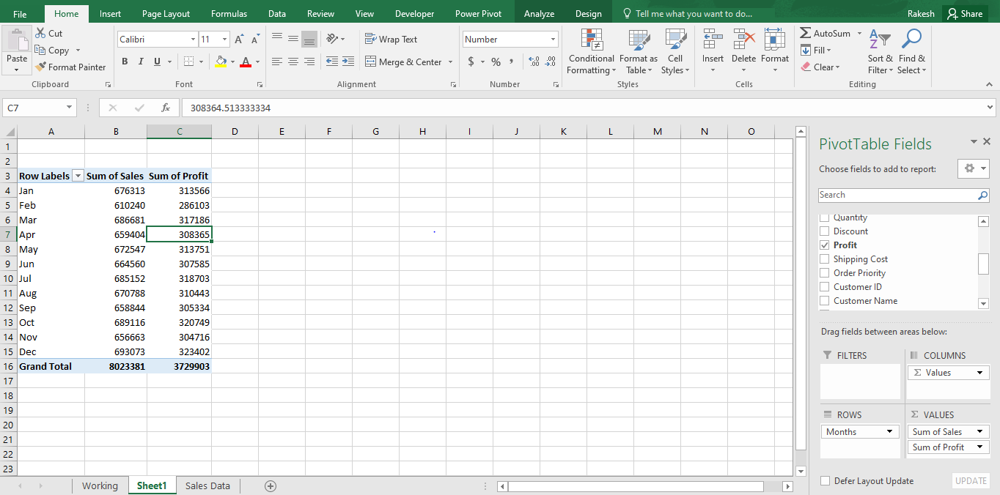 File Home Insert Page Layout Formulas Data Review View Developer Power Pivot Analyze Design Tell me what you want to do... Rakesh Share
Paste
Cut
Copy
Format Painter
Clipboard
Calibri 11
B I U
Font
Wrap Text
Merge & Center
Alignment
Number
$ % ,
Number
Conditional Formatting
Format as Table
Cell Styles
Styles
Insert Delete Format
Cells
AutoSum
Fill
Clear
Sort & Filter
Find & Select
Editing
C7 fx 308364.513333334
A B C D E F G H I J K L M N O
1
2
3 Row Labels Sum of Sales Sum of Profit
4 Jan 676313 313566
5 Feb 610240 286103
6 Mar 686681 317186
7 Apr 659404 308365
8 May 672547 313751
9 Jun 664560 307585
10 Jul 685152 318703
11 Aug 670788 310443
12 Sep 658844 305334
13 Oct 689116 320749
14 Nov 656663 304716
15 Dec 693073 323402
16 Grand Total 8023381 3729903
17
18
19
20
21
22
23
Working Sheet1 Sales Data
PivotTable Fields
Choose fields to add to report:
Search
Quantity
Discount
Profit
Shipping Cost
Order Priority
Customer ID
Customer Name
Drag fields between areas below:
FILTERS
COLUMNS
Σ Values
ROWS
Months
Σ VALUES
Sum of Sales
Sum of Profit
Defer Layout Update
UPDATE